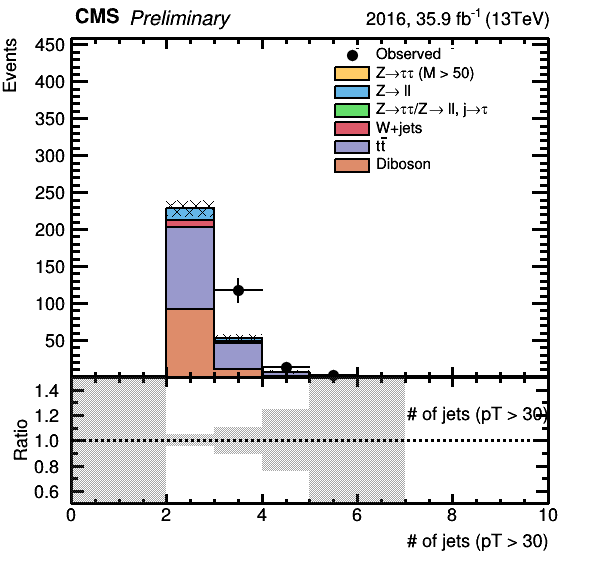 CMS Preliminary 2016, 35.9 fb⁻¹ (13TeV)
Events
450
400
350
300
250
200
150
100
50
Observed
Z→ττ (M > 50)
Z→ ll
Z→ττ/Z→ ll, j→τ
W+jets
tt̄
Diboson
Ratio
1.4
1.2
1.0
0.8
0.6
# of jets (pT > 30)
0 2 4 6 8 10
# of jets (pT > 30)